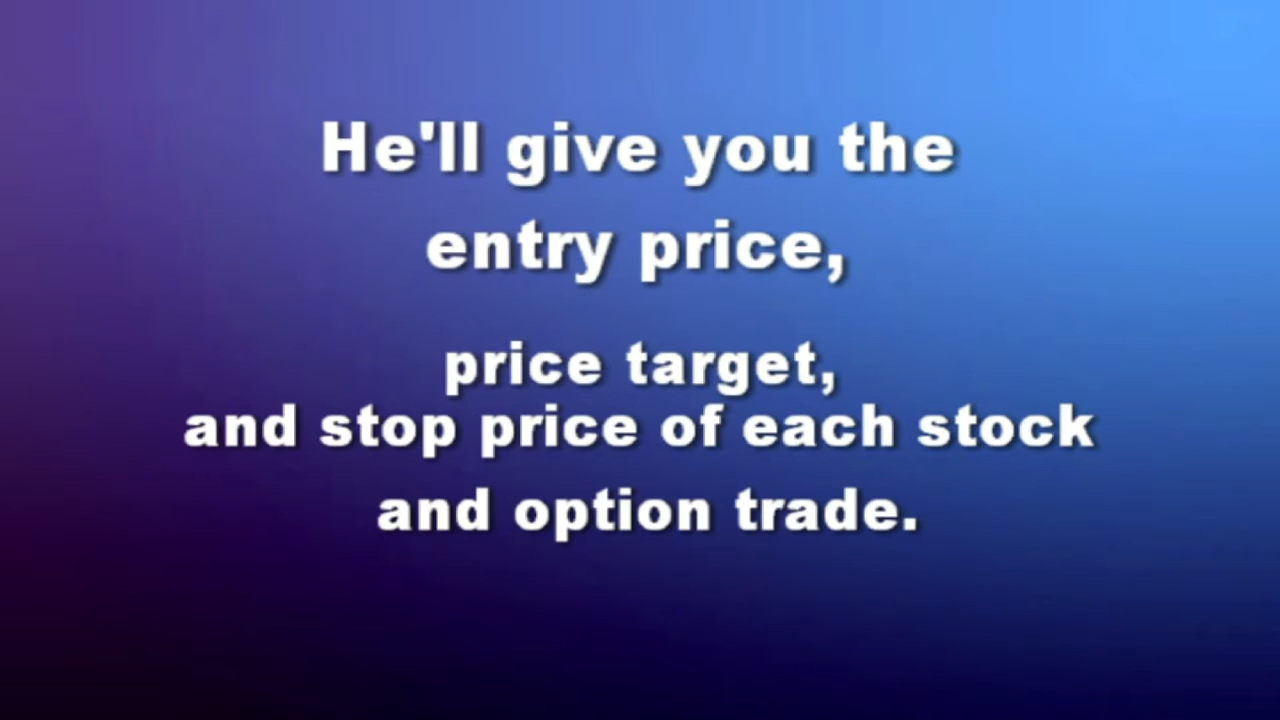 He'll give you the
entry price,
price target,
and stop price of each stock
and option trade.